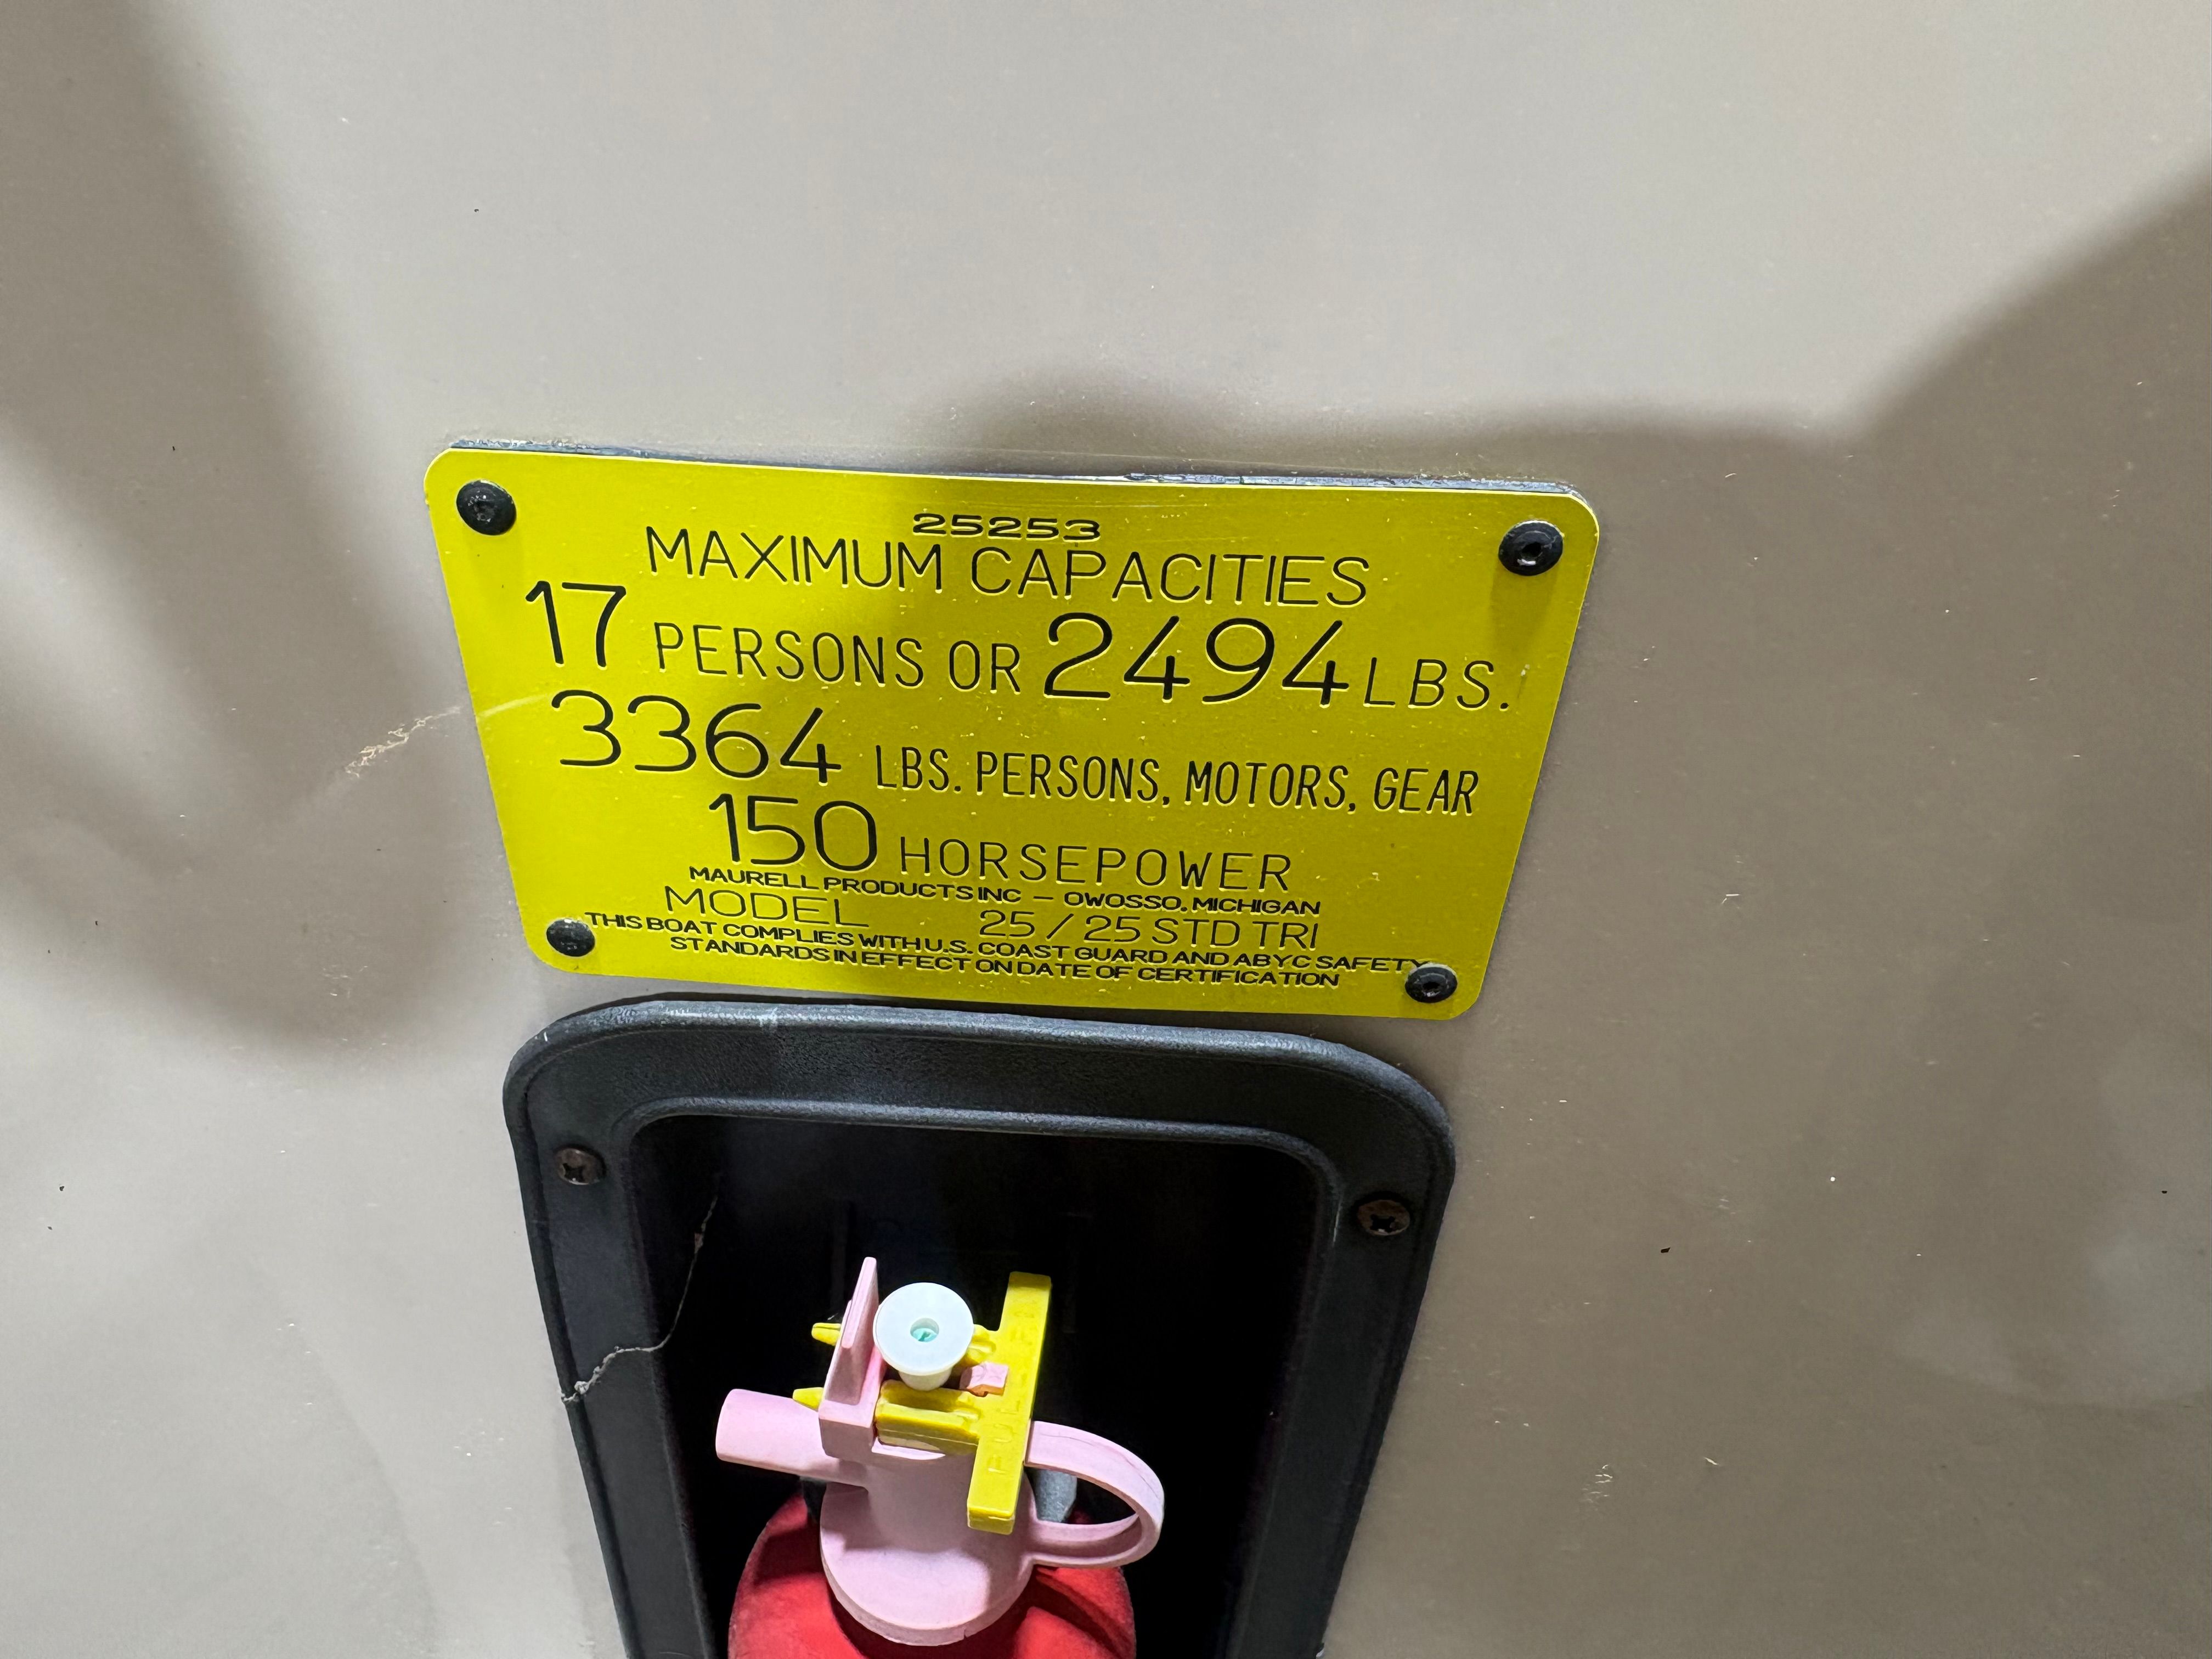 25253
MAXIMUM CAPACITIES
17 PERSONS OR 2494 LBS.
3364 LBS. PERSONS, MOTORS, GEAR
150 HORSEPOWER
MAURELL PRODUCTS INC — OWOSSO, MICHIGAN
MODEL 25/25 STD TRI
THIS BOAT COMPLIES WITH U.S. COAST GUARD AND ABYC SAFETY
STANDARDS IN EFFECT ON DATE OF CERTIFICATION